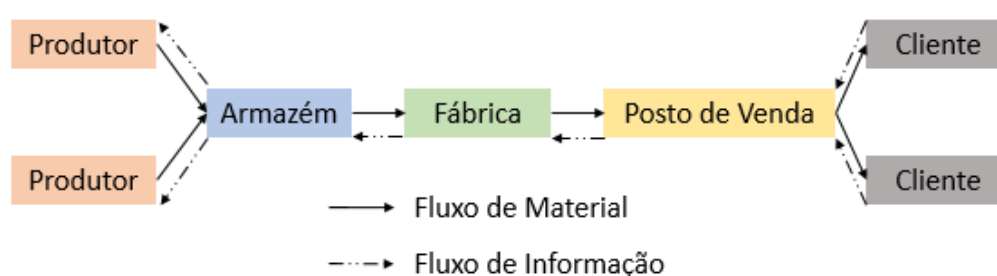 Produtor
Cliente
Armazém
Fábrica
Posto de Venda
Produtor
Cliente
Fluxo de Material
Fluxo de Informação